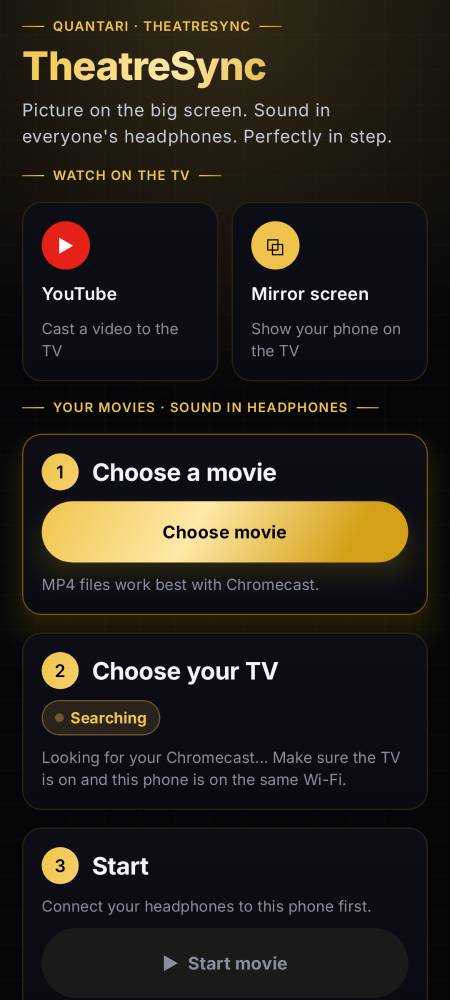 QUANTARI · THEATRESYNC
TheatreSync
Picture on the big screen. Sound in
everyone's headphones. Perfectly in step.
WATCH ON THE TV
YouTube
Cast a video to the
TV
Mirror screen
Show your phone on
the TV
YOUR MOVIES · SOUND IN HEADPHONES
1 Choose a movie
Choose movie
MP4 files work best with Chromecast.
2 Choose your TV
Searching
Looking for your Chromecast... Make sure the TV
is on and this phone is on the same Wi-Fi.
3 Start
Connect your headphones to this phone first.
Start movie